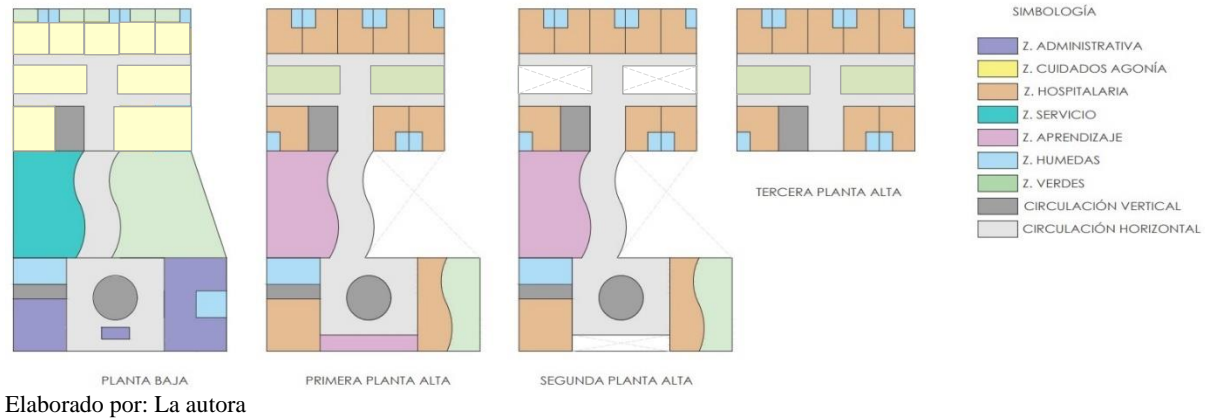 SIMBOLOGÍA
Z. ADMINISTRATIVA
Z. CUIDADOS AGONÍA
Z. HOSPITALARIA
Z. SERVICIO
Z. APRENDIZAJE
Z. HUMEDAS
Z. VERDES
CIRCULACIÓN VERTICAL
CIRCULACIÓN HORIZONTAL
TERCERA PLANTA ALTA
PLANTA BAJA
PRIMERA PLANTA ALTA
SEGUNDA PLANTA ALTA
Elaborado por: La autora